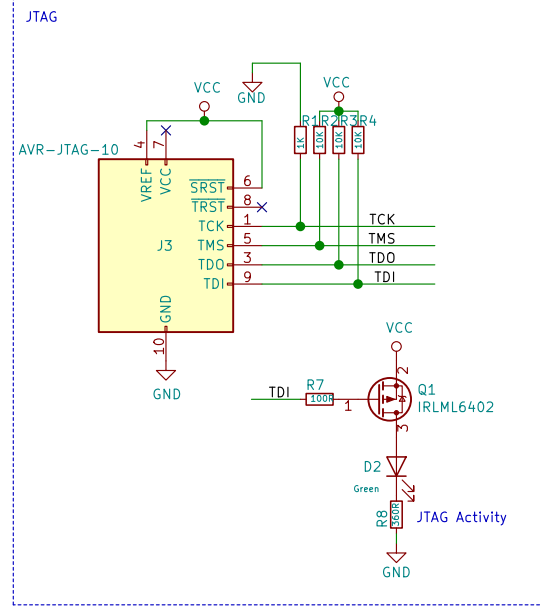 JTAG
VCC
VCC
GND
R1 R2 R3 R4
1K 10K 10K 10K
AVR-JTAG-10
4
7
VREF
VCC
SRST 6
TRST 8
TCK 1 TCK
J3
TMS 5 TMS
TDO 3 TDO
TDI 9 TDI
GND
10
GND
VCC
2
TDI
R7
100R
1
Q1
IRLML6402
3
D2
Green
R8
360R
JTAG Activity
GND